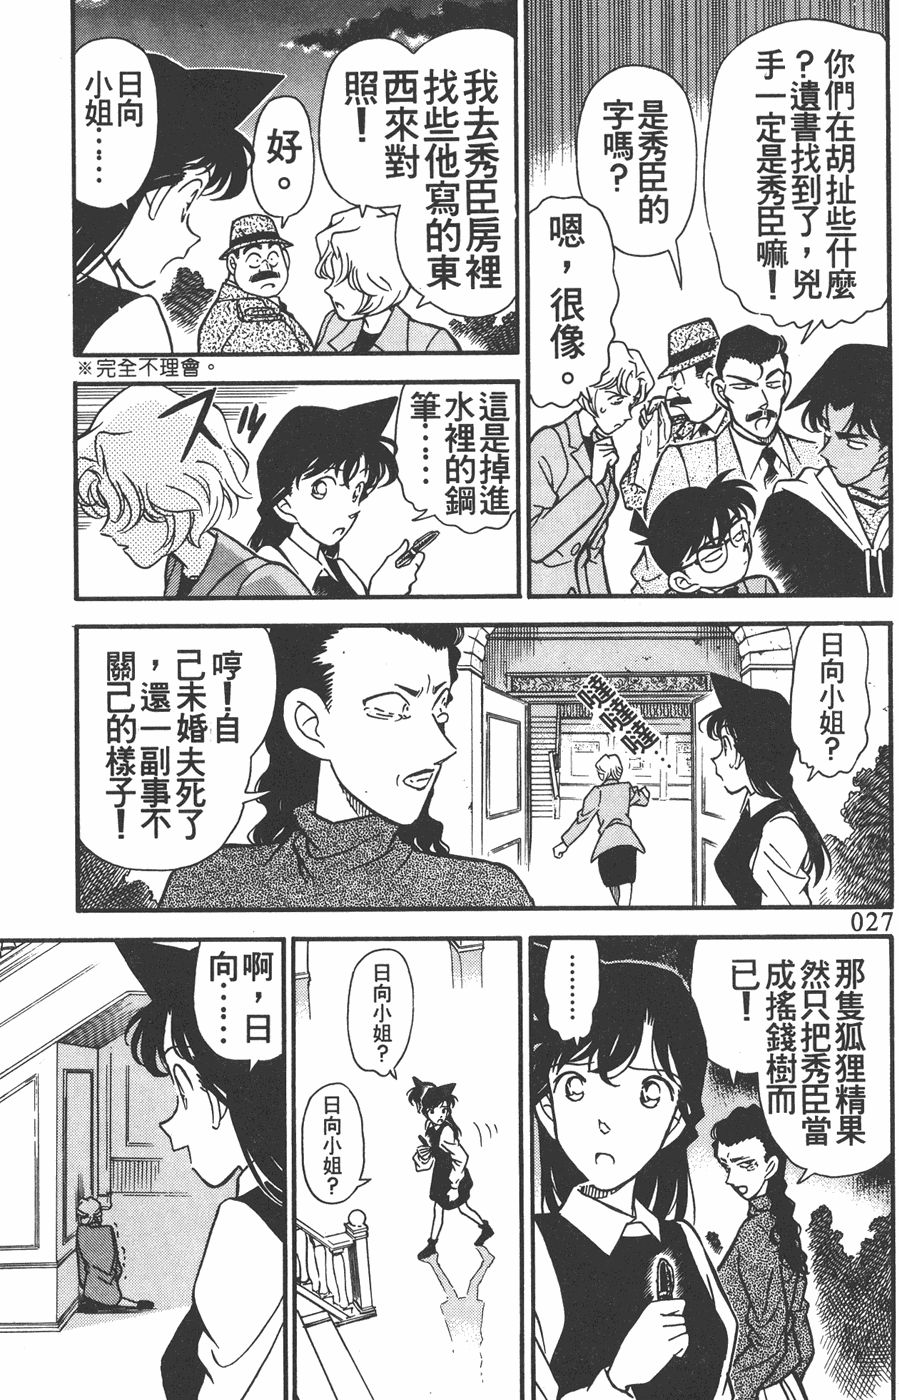 你們在胡扯些什麼
？遺書找到了，兇
手一定是秀臣嘛！
是秀臣的
字嗎？
嗯，很像。
我去秀臣房裡
找些他寫的東
西來對
照！
好。
日向
小姐……
※完全不理會。
這是掉進
水裡的鋼
筆……
日向小姐？
噠噠噠…
哼！自
己未婚夫死了
，還一副事不
關己的樣子！
027
那隻狐狸精果
然只把秀臣當
成搖錢樹而
已！
……
日向小姐？
日向小姐？
啊，日
向……